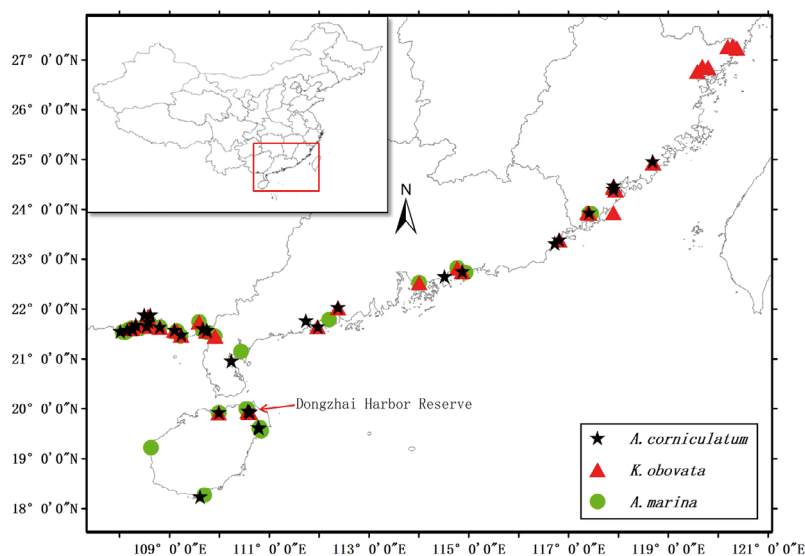 27° 0'0"N
26° 0'0"N
25° 0'0"N
24° 0'0"N
23° 0'0"N
22° 0'0"N
21° 0'0"N
20° 0'0"N
19° 0'0"N
18° 0'0"N
N
Dongzhai Harbor Reserve
A.corniculatum
K.obovata
A.marina
109° 0'0"E 111° 0'0"E 113° 0'0"E 115° 0'0"E 117° 0'0"E 119° 0'0"E 121° 0'0"E